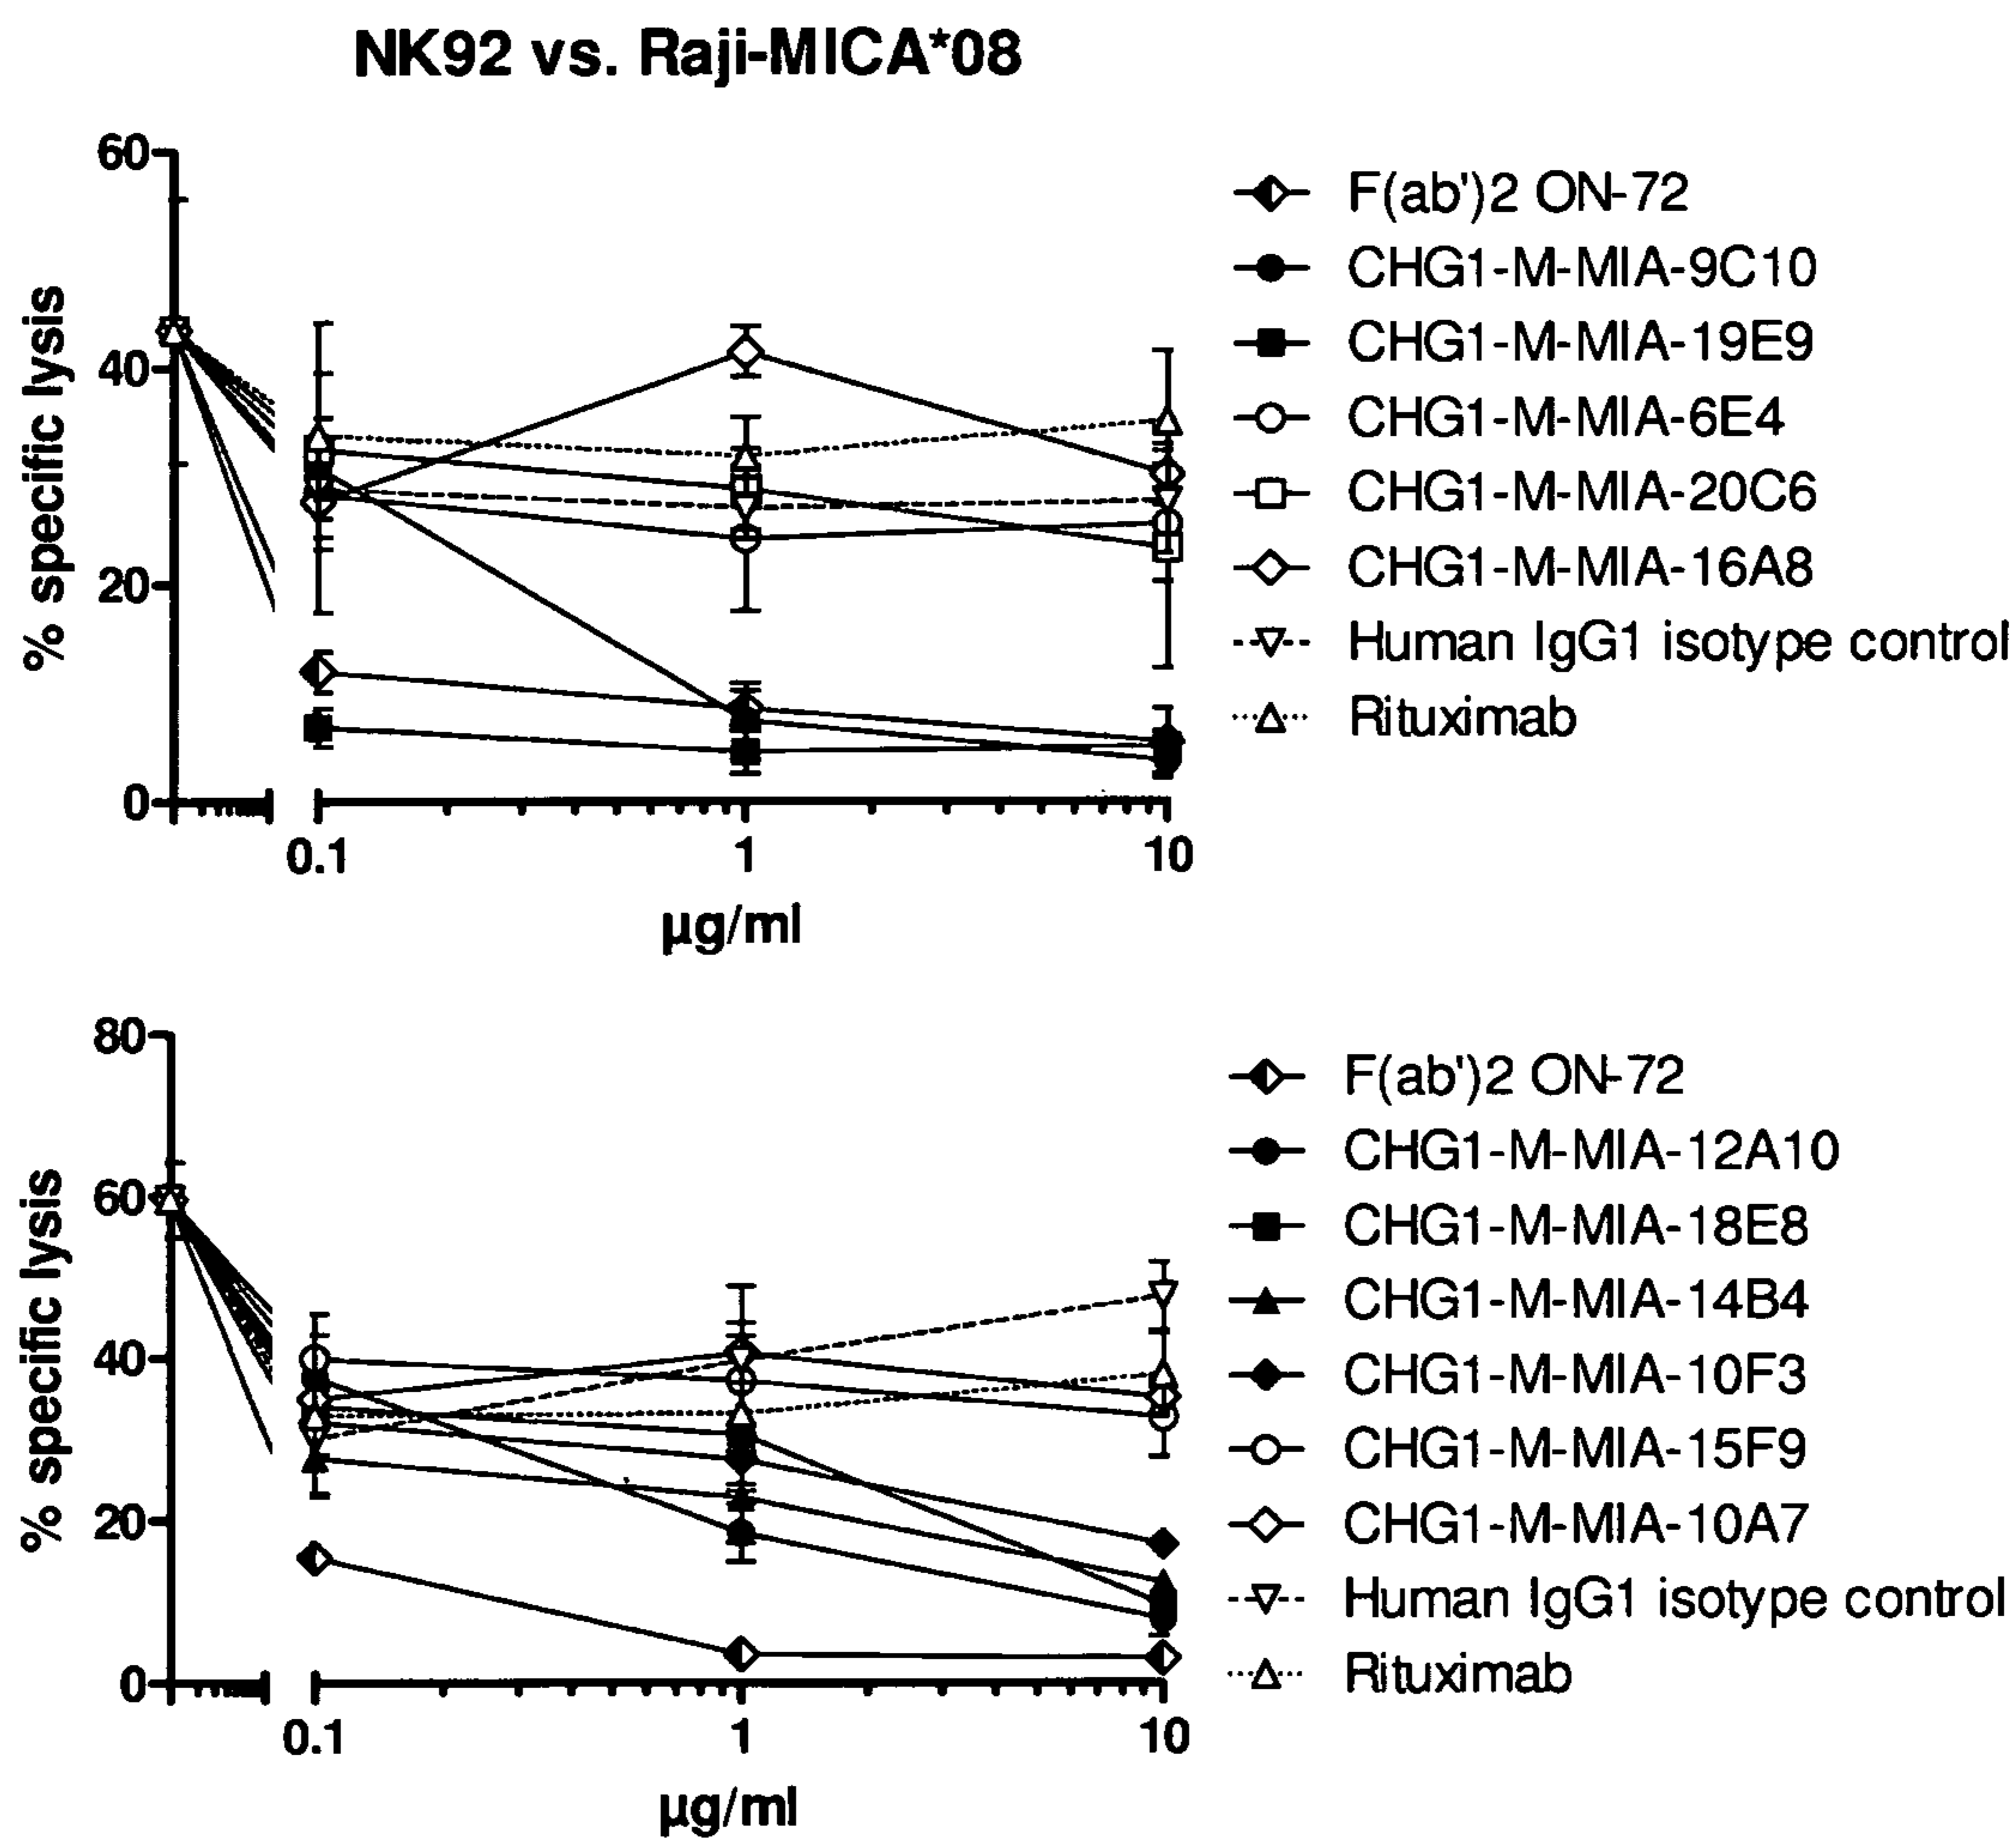 NK92 vs. Raji-MICA*08
60
40
20
0
% specific lysis
0.1 1 10
µg/ml
F(ab')2 ON-72
CHG1-M-MIA-9C10
CHG1-M-MIA-19E9
CHG1-M-MIA-6E4
CHG1-M-MIA-20C6
CHG1-M-MIA-16A8
Human IgG1 isotype control
Rituximab
80
60
40
20
0
% specific lysis
0.1 1 10
µg/ml
F(ab')2 ON-72
CHG1-M-MIA-12A10
CHG1-M-MIA-18E8
CHG1-M-MIA-14B4
CHG1-M-MIA-10F3
CHG1-M-MIA-15F9
CHG1-M-MIA-10A7
Human IgG1 isotype control
Rituximab